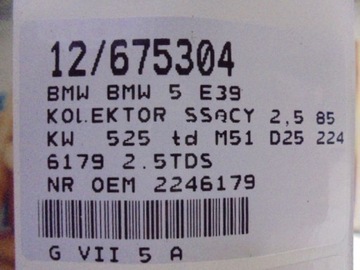 12/675304
BMW BMW 5 E39
KOLEKTOR SSĄCY 2,5 85
KW 525 td M51 D25 224
6179 2.5TDS
NR OEM 2246179
G VII 5 A